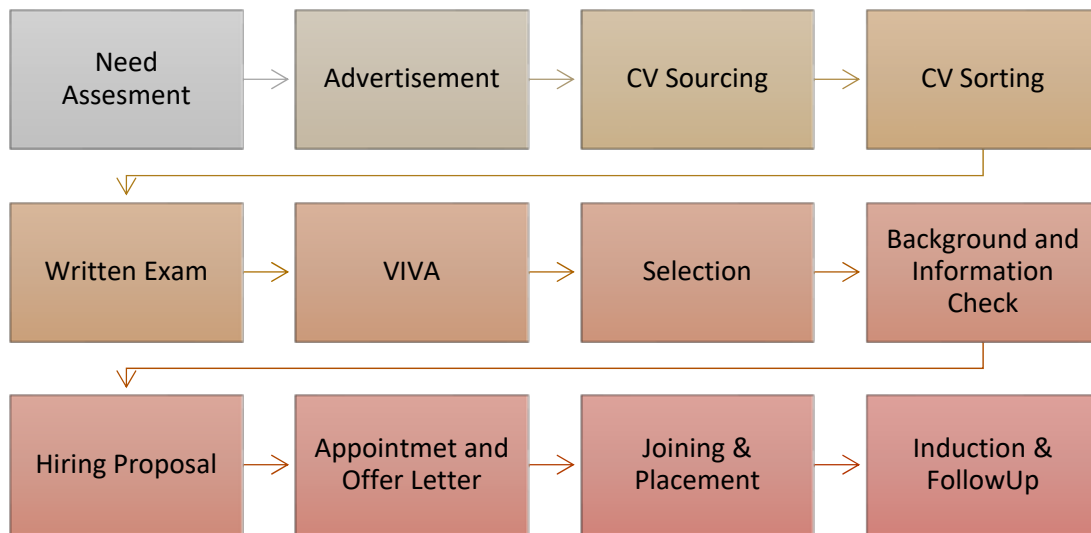 Need
Assesment
Advertisement
CV Sourcing
CV Sorting
Written Exam
VIVA
Selection
Background and
Information
Check
Hiring Proposal
Appointmet and
Offer Letter
Joining &
Placement
Induction &
FollowUp